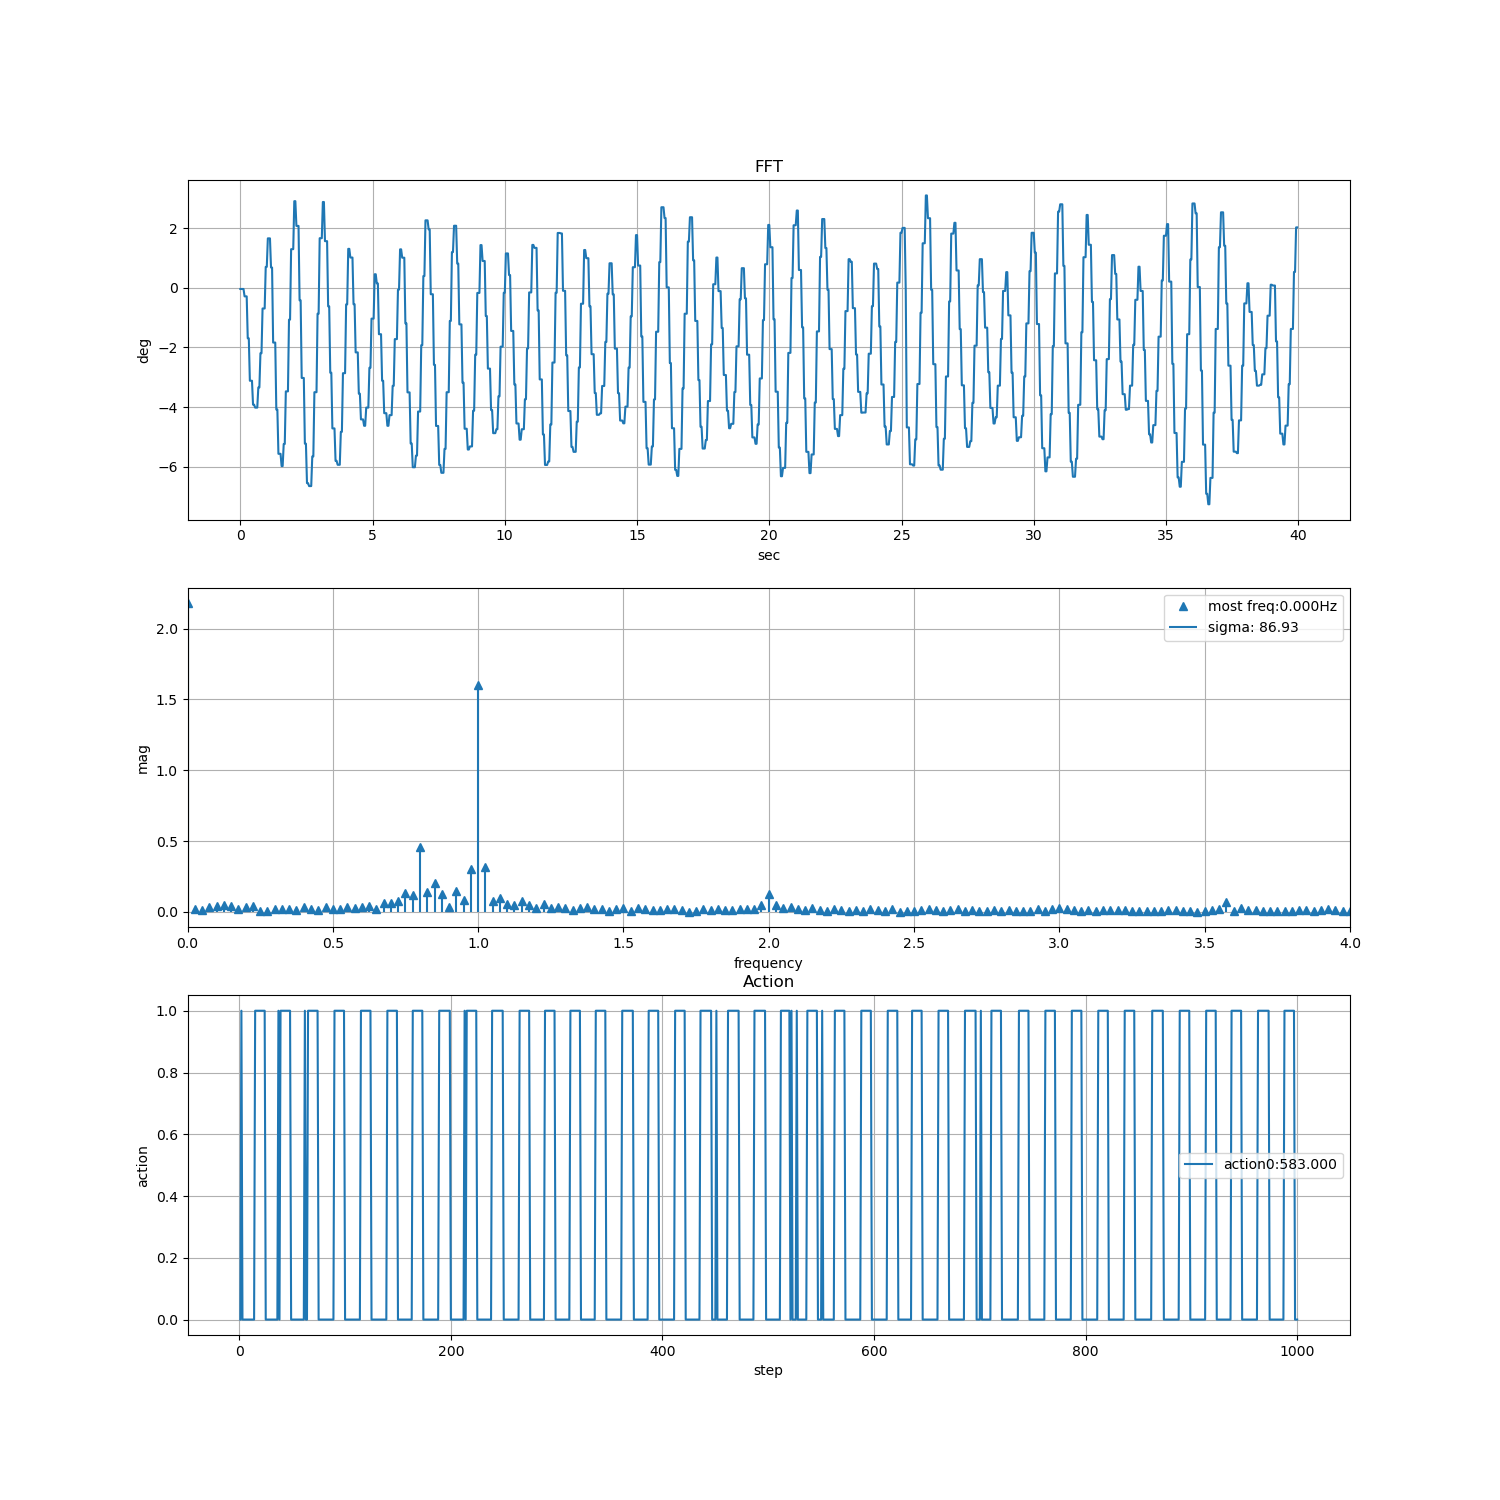 FFT
2
0
−2
−4
−6
deg
0 5 10 15 20 25 30 35 40
sec
2.0
1.5
1.0
0.5
0.0
mag
most freq:0.000Hz
sigma: 86.93
0.0 0.5 1.0 1.5 2.0 2.5 3.0 3.5 4.0
frequency
Action
1.0
0.8
0.6
0.4
0.2
0.0
action
action0:583.000
0 200 400 600 800 1000
step